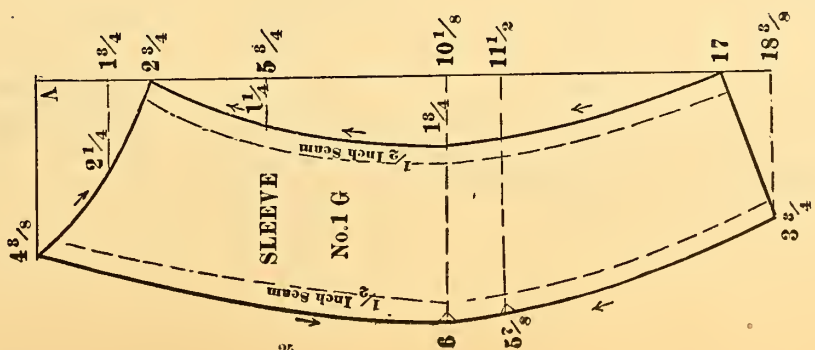 A
1 3/4
2 3/4
5 3/4
10 1/8
11 1/2
17
18 3/8
4 3/8
2 1/4
1 1/4
1 3/4
1/2 Inch Seam
SLEEVE
No.1 G
1/2 Inch Seam
6
5 7/8
3 3/4